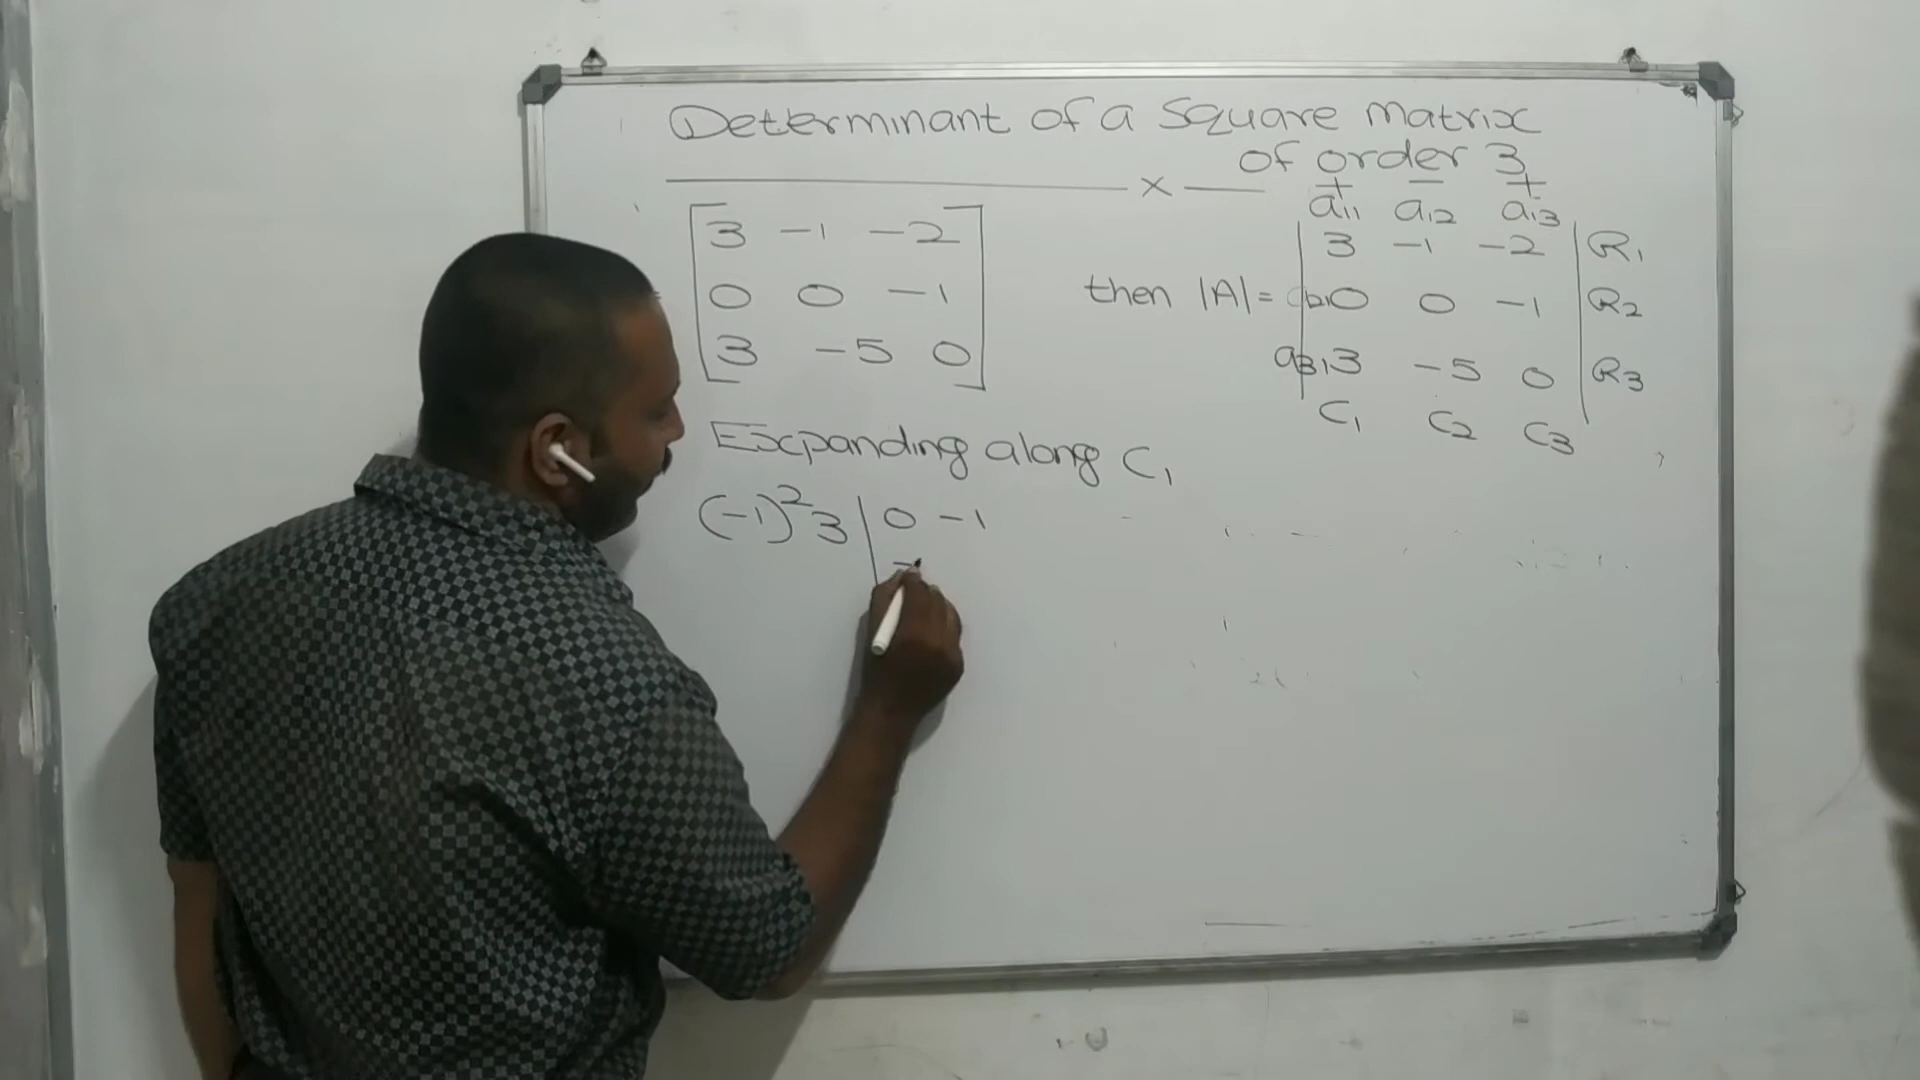 Determinant of a Square Matrix
of order 3
x
+ − +
a11 a12 a13
3 -1 -2
0 0 -1
3 -5 0
then |A| =
3 -1 -2 R1
a21 0 0 -1 R2
a31 3 -5 0 R3
C1 C2 C3
Expanding along C1
(-1)²3 | 0 -1